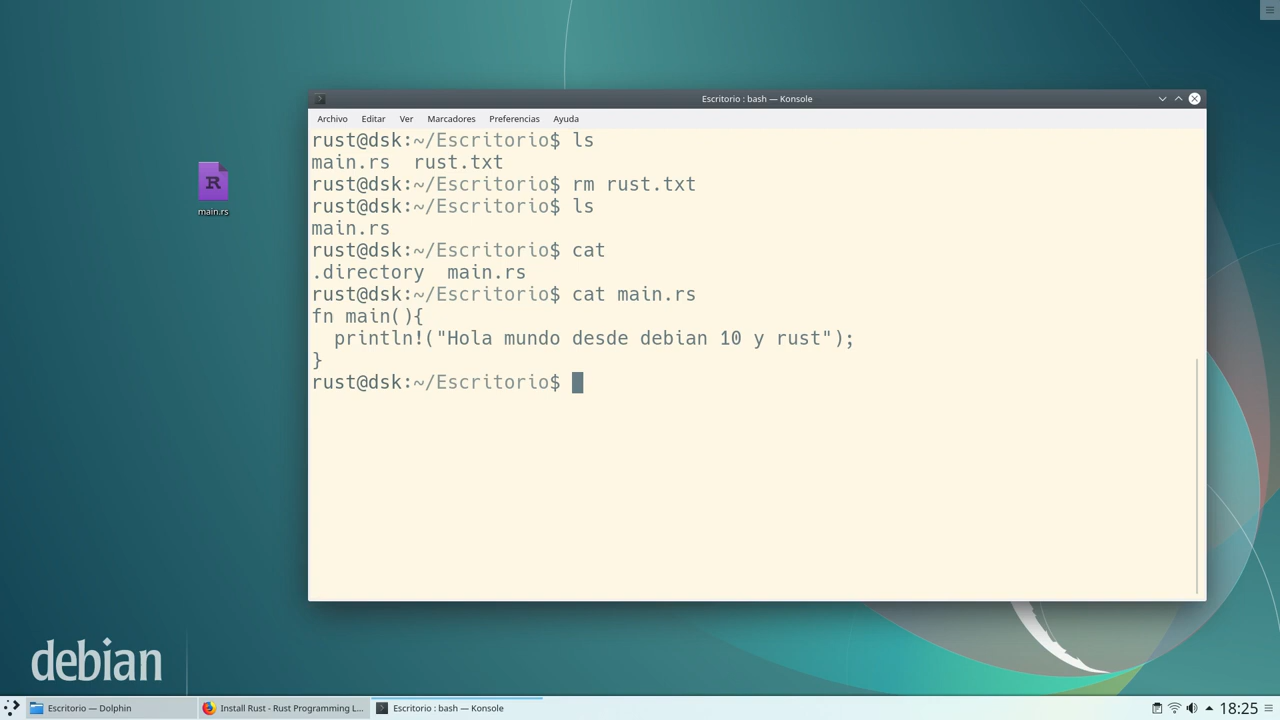 Escritorio : bash — Konsole
Archivo Editar Ver Marcadores Preferencias Ayuda
rust@dsk:~/Escritorio$ ls
main.rs  rust.txt
rust@dsk:~/Escritorio$ rm rust.txt
rust@dsk:~/Escritorio$ ls
main.rs
rust@dsk:~/Escritorio$ cat
.directory  main.rs
rust@dsk:~/Escritorio$ cat main.rs
fn main(){
  println!("Hola mundo desde debian 10 y rust");
}
rust@dsk:~/Escritorio$
R
main.rs
debian
Escritorio — Dolphin
Install Rust - Rust Programming L...
Escritorio : bash — Konsole
18:25